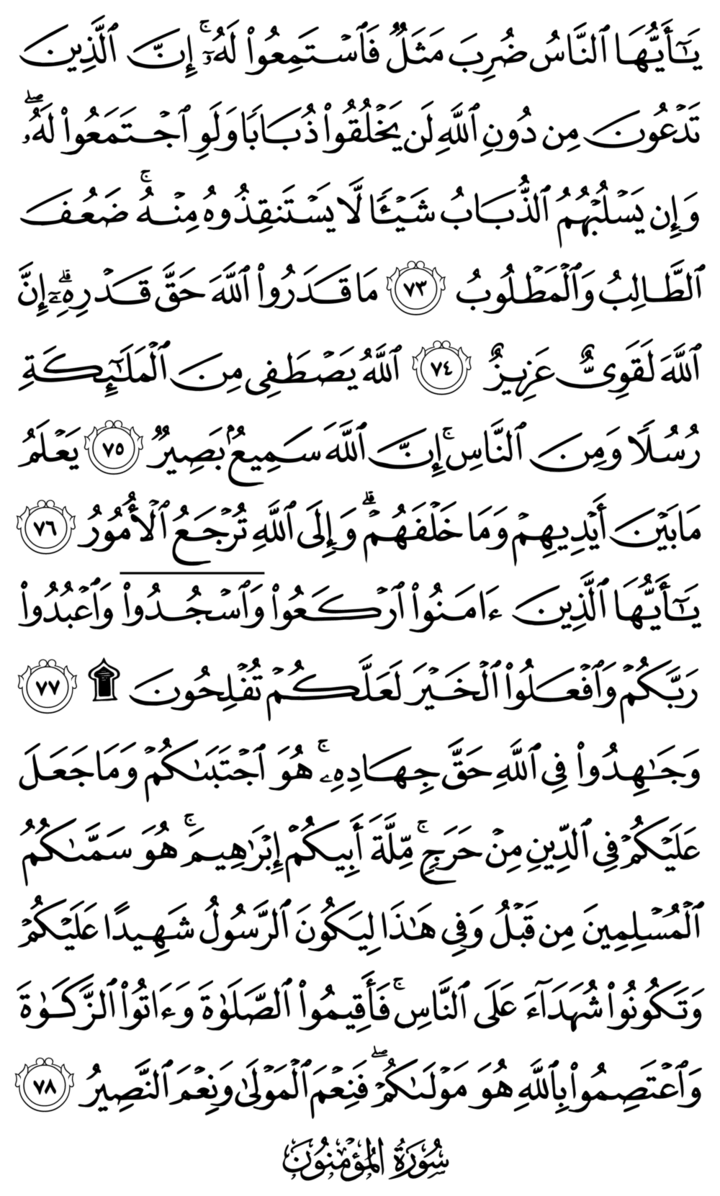 يَـٰٓأَيُّهَا ٱلنَّاسُ ضُرِبَ مَثَلٌ فَٱسْتَمِعُوا۟ لَهُۥٓ ۚ إِنَّ ٱلَّذِينَ
تَدْعُونَ مِن دُونِ ٱللَّهِ لَن يَخْلُقُوا۟ ذُبَابًا وَلَوِ ٱجْتَمَعُوا۟ لَهُۥ ۖ
وَإِن يَسْلُبْهُمُ ٱلذُّبَابُ شَيْـًٔا لَّا يَسْتَنقِذُوهُ مِنْهُ ۚ ضَعُفَ
ٱلطَّالِبُ وَٱلْمَطْلُوبُ ٧٣ مَا قَدَرُوا۟ ٱللَّهَ حَقَّ قَدْرِهِۦٓ ۗ إِنَّ
ٱللَّهَ لَقَوِىٌّ عَزِيزٌ ٧٤ ٱللَّهُ يَصْطَفِى مِنَ ٱلْمَلَـٰٓئِكَةِ
رُسُلًا وَمِنَ ٱلنَّاسِ ۚ إِنَّ ٱللَّهَ سَمِيعٌۢ بَصِيرٌ ٧٥ يَعْلَمُ
مَا بَيْنَ أَيْدِيهِمْ وَمَا خَلْفَهُمْ ۗ وَإِلَى ٱللَّهِ تُرْجَعُ ٱلْأُمُورُ ٧٦
يَـٰٓأَيُّهَا ٱلَّذِينَ ءَامَنُوا۟ ٱرْكَعُوا۟ وَٱسْجُدُوا۟ وَٱعْبُدُوا۟
رَبَّكُمْ وَٱفْعَلُوا۟ ٱلْخَيْرَ لَعَلَّكُمْ تُفْلِحُونَ ۩ ٧٧
وَجَـٰهِدُوا۟ فِى ٱللَّهِ حَقَّ جِهَادِهِۦ ۚ هُوَ ٱجْتَبَىٰكُمْ وَمَا جَعَلَ
عَلَيْكُمْ فِى ٱلدِّينِ مِنْ حَرَجٍ ۚ مِّلَّةَ أَبِيكُمْ إِبْرَٰهِيمَ ۚ هُوَ سَمَّىٰكُمُ
ٱلْمُسْلِمِينَ مِن قَبْلُ وَفِى هَـٰذَا لِيَكُونَ ٱلرَّسُولُ شَهِيدًا عَلَيْكُمْ
وَتَكُونُوا۟ شُهَدَآءَ عَلَى ٱلنَّاسِ ۚ فَأَقِيمُوا۟ ٱلصَّلَوٰةَ وَءَاتُوا۟ ٱلزَّكَوٰةَ
وَٱعْتَصِمُوا۟ بِٱللَّهِ هُوَ مَوْلَىٰكُمْ ۖ فَنِعْمَ ٱلْمَوْلَىٰ وَنِعْمَ ٱلنَّصِيرُ ٧٨
سُورَةُ المُؤْمِنُونَ